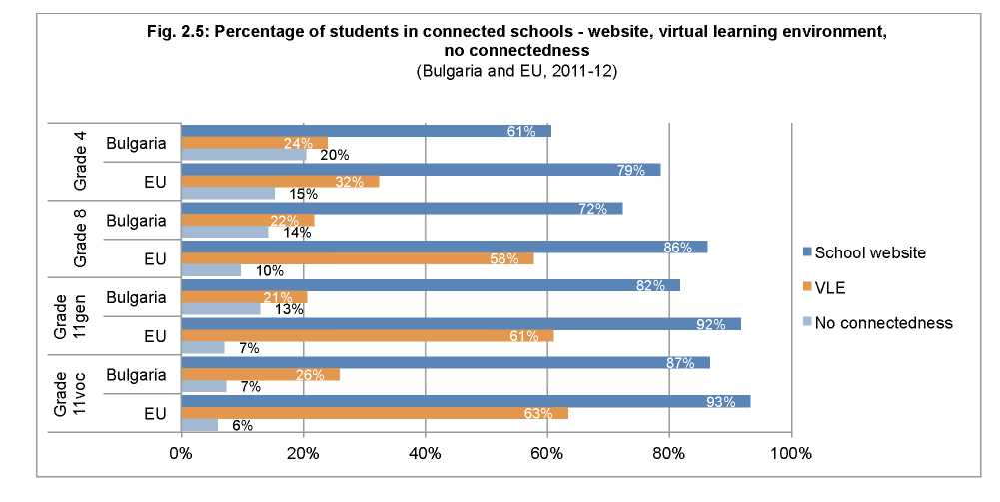 Fig. 2.5: Percentage of students in connected schools - website, virtual learning environment,
no connectedness
(Bulgaria and EU, 2011-12)
Grade 4
Bulgaria
61%
24%
20%
EU
79%
32%
15%
Grade 8
Bulgaria
72%
22%
14%
EU
86%
58%
10%
Grade
11gen
Bulgaria
82%
21%
13%
EU
92%
61%
7%
Grade
11voc
Bulgaria
87%
26%
7%
EU
93%
63%
6%
0% 20% 40% 60% 80% 100%
School website
VLE
No connectedness